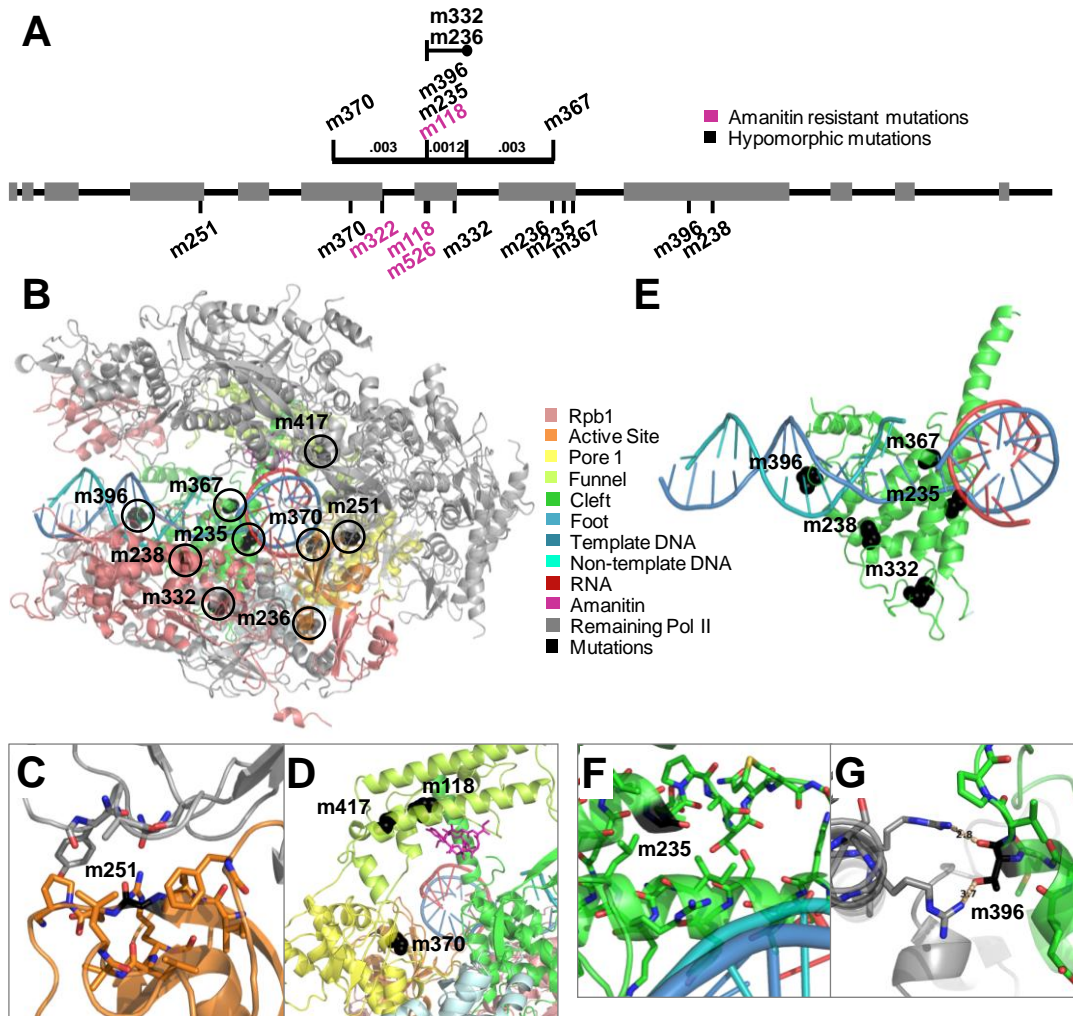 A
m332
m236
m396
m235
m118
m370
m367
.003
.0012
.003
Amanitin resistant mutations
Hypomorphic mutations
m251
m370
m322
m118
m526
m332
m236
m235
m367
m396
m238
B
m417
m396
m367
m370
m251
m235
m238
m332
m236
Rpb1
Active Site
Pore 1
Funnel
Cleft
Foot
Template DNA
Non-template DNA
RNA
Amanitin
Remaining Pol II
Mutations
E
m367
m396
m235
m238
m332
C
m251
D
m118
m417
m370
F
m235
G
2.8
3.7
m396